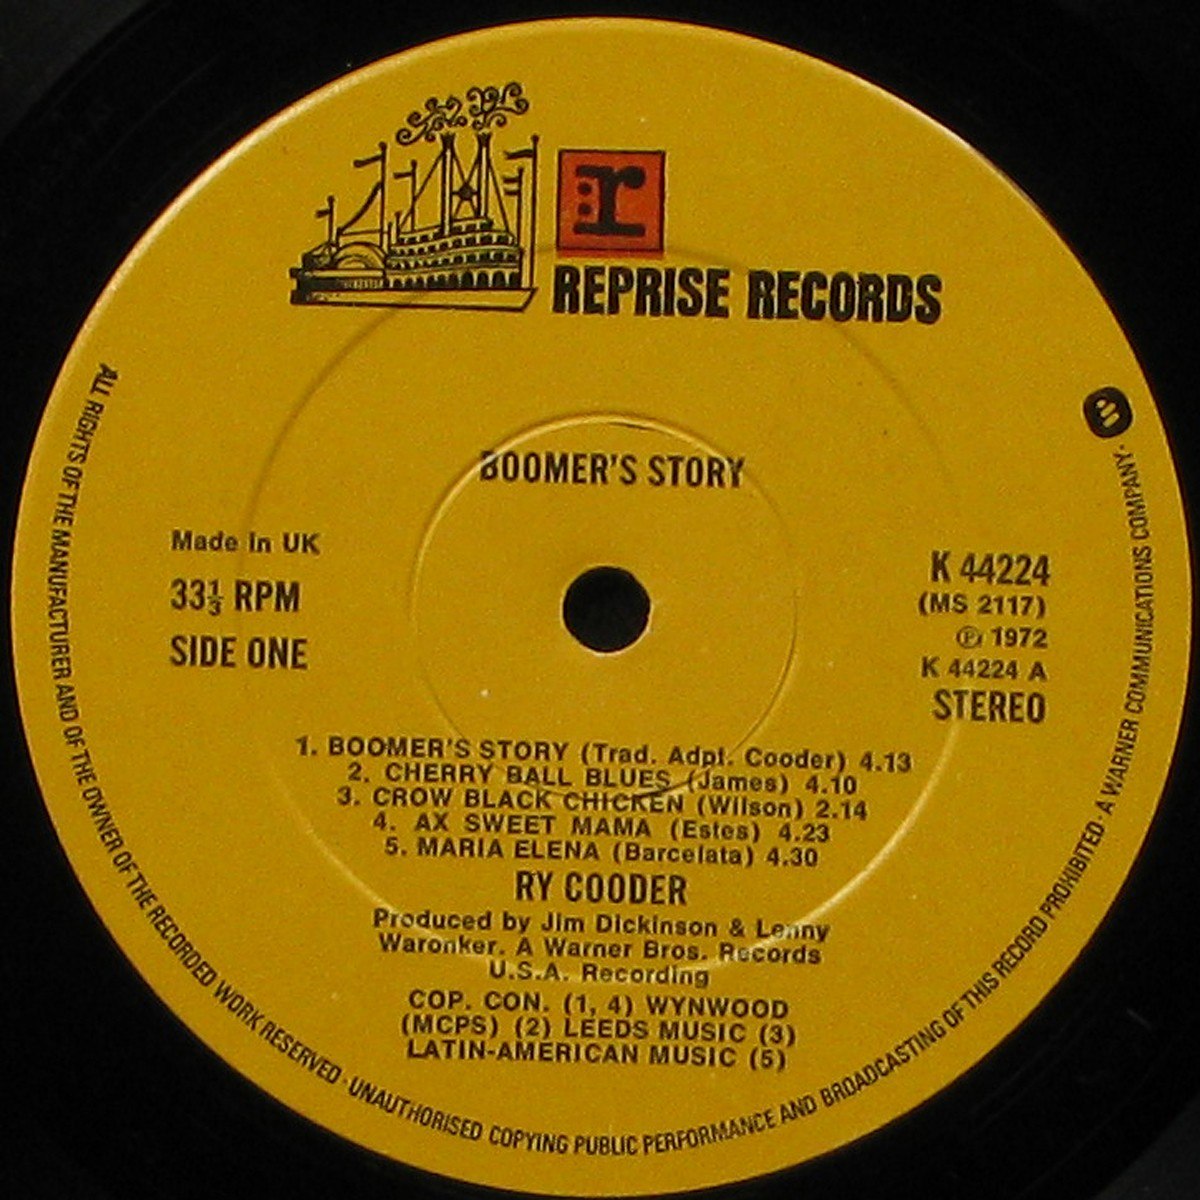 r
REPRISE RECORDS
BOOMER'S STORY
Made in UK
33⅓ RPM
SIDE ONE
K 44224
(MS 2117)
℗ 1972
K 44224 A
STEREO
1. BOOMER'S STORY (Trad. Adpt. Cooder) 4.13
2. CHERRY BALL BLUES (James) 4.10
3. CROW BLACK CHICKEN (Wilson) 2.14
4. AX SWEET MAMA (Estes) 4.23
5. MARIA ELENA (Barcelata) 4.30
RY COODER
Produced by Jim Dickinson & Lenny
Waronker. A Warner Bros. Records
U.S.A. Recording
COP. CON. (1, 4) WYNWOOD
(MCPS) (2) LEEDS MUSIC (3)
LATIN-AMERICAN MUSIC (5)
ALL RIGHTS OF THE MANUFACTURER AND OF THE OWNER OF THE RECORDED WORK RESERVED · UNAUTHORISED COPYING PUBLIC PERFORMANCE AND BROADCASTING OF THIS RECORD PROHIBITED · A WARNER COMMUNICATIONS COMPANY ·